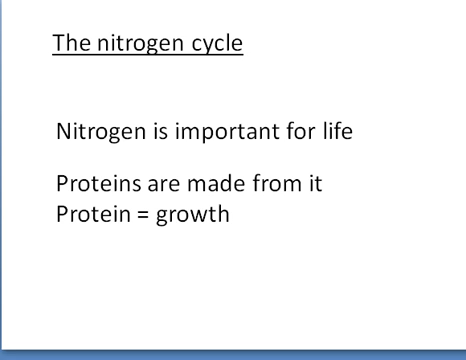 The nitrogen cycle
Nitrogen is important for life
Proteins are made from it
Protein = growth